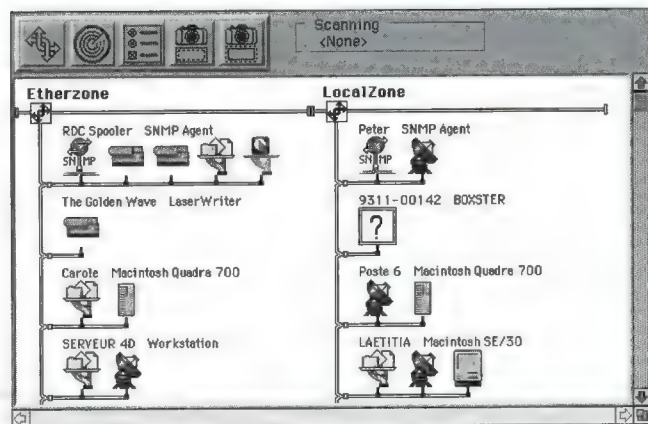 Scanning
<None>
Etherzone
RDC Spooler SNMP Agent
SNMP
The Golden Wave LaserWriter
Carote Macintosh Quadra 700
SERVEUR 4D Workstation
LocalZone
Peter SNMP Agent
SNMP
9311-00142 BOXSTER
?
Poste 6 Macintosh Quadra 700
LAETITIA Macintosh SE/30